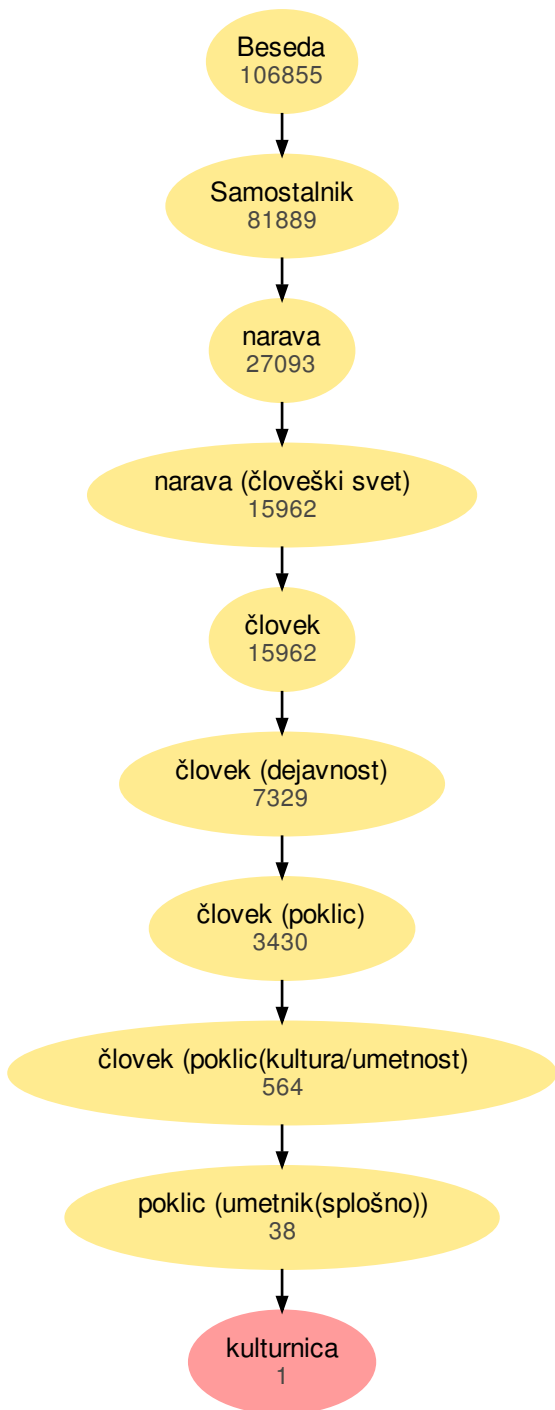 Beseda
106855
Samostalnik
81889
narava
27093
narava (človeški svet)
15962
človek
15962
človek (dejavnost)
7329
človek (poklic)
3430
človek (poklic(kultura/umetnost)
564
poklic (umetnik(splošno))
38
kulturnica
1